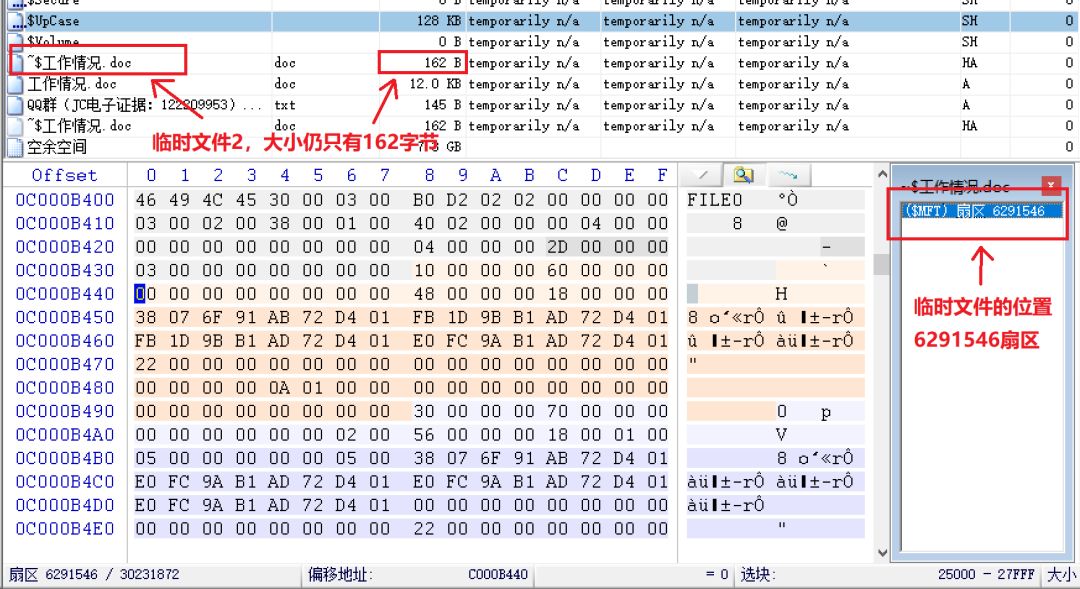 $Secure 0 B temporarily n/a temporarily n/a temporarily n/a SH 0
$UpCase 128 KB temporarily n/a temporarily n/a temporarily n/a SH 0
$Volume 0 B temporarily n/a temporarily n/a temporarily n/a SH 0
~$工作情况.doc doc 162 B temporarily n/a temporarily n/a temporarily n/a HA 0
工作情况.doc doc 12.0 KB temporarily n/a temporarily n/a temporarily n/a A 0
QQ群（JC电子证据：122209953）... txt 145 B temporarily n/a temporarily n/a temporarily n/a A 0
~$工作情况.doc doc 162 B temporarily n/a temporarily n/a temporarily n/a HA 0
空余空间 GB
临时文件2，大小仍只有162字节
Offset 0 1 2 3 4 5 6 7 8 9 A B C D E F
0C000B400 46 49 4C 45 30 00 03 00 B0 D2 02 02 00 00 00 00 FILE0 °Ò
0C000B410 03 00 02 00 38 00 01 00 40 02 00 00 00 04 00 00 8 @
0C000B420 00 00 00 00 00 00 00 00 04 00 00 00 2D 00 00 00 -
0C000B430 03 00 00 00 00 00 00 00 10 00 00 00 60 00 00 00 `
0C000B440 00 00 00 00 00 00 00 00 48 00 00 00 18 00 00 00 H
0C000B450 38 07 6F 91 AB 72 D4 01 FB 1D 9B B1 AD 72 D4 01 8 o‘«rÔ û ±-rÔ
0C000B460 FB 1D 9B B1 AD 72 D4 01 E0 FC 9A B1 AD 72 D4 01 û ±-rÔ àü±-rÔ
0C000B470 22 00 00 00 00 00 00 00 00 00 00 00 00 00 00 00 "
0C000B480 00 00 00 00 0A 01 00 00 00 00 00 00 00 00 00 00
0C000B490 00 00 00 00 00 00 00 00 30 00 00 00 70 00 00 00 0 p
0C000B4A0 00 00 00 00 00 00 02 00 56 00 00 00 18 00 01 00 V
0C000B4B0 05 00 00 00 00 00 05 00 38 07 6F 91 AB 72 D4 01 8 o‘«rÔ
0C000B4C0 E0 FC 9A B1 AD 72 D4 01 E0 FC 9A B1 AD 72 D4 01 àü±-rÔ àü±-rÔ
0C000B4D0 E0 FC 9A B1 AD 72 D4 01 00 00 00 00 00 00 00 00 àü±-rÔ
0C000B4E0 00 00 00 00 00 00 00 00 22 00 00 00 00 00 00 00 "
~$工作情况.doc x
($MFT) 扇区 6291546
临时文件的位置
6291546扇区
扇区 6291546 / 30231872 偏移地址: C000B440 = 0 选块: 25000 - 27FFF 大小